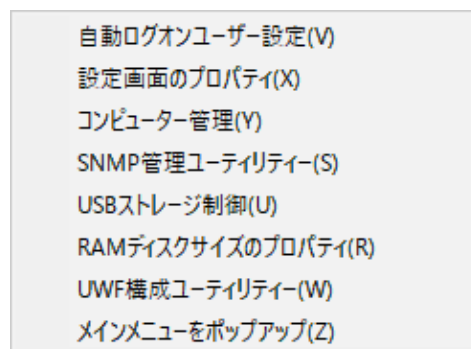 自動ログオンユーザー設定(V)
設定画面のプロパティ(X)
コンピューター管理(Y)
SNMP管理ユーティリティー(S)
USBストレージ制御(U)
RAMディスクサイズのプロパティ(R)
UWF構成ユーティリティー(W)
メインメニューをポップアップ(Z)